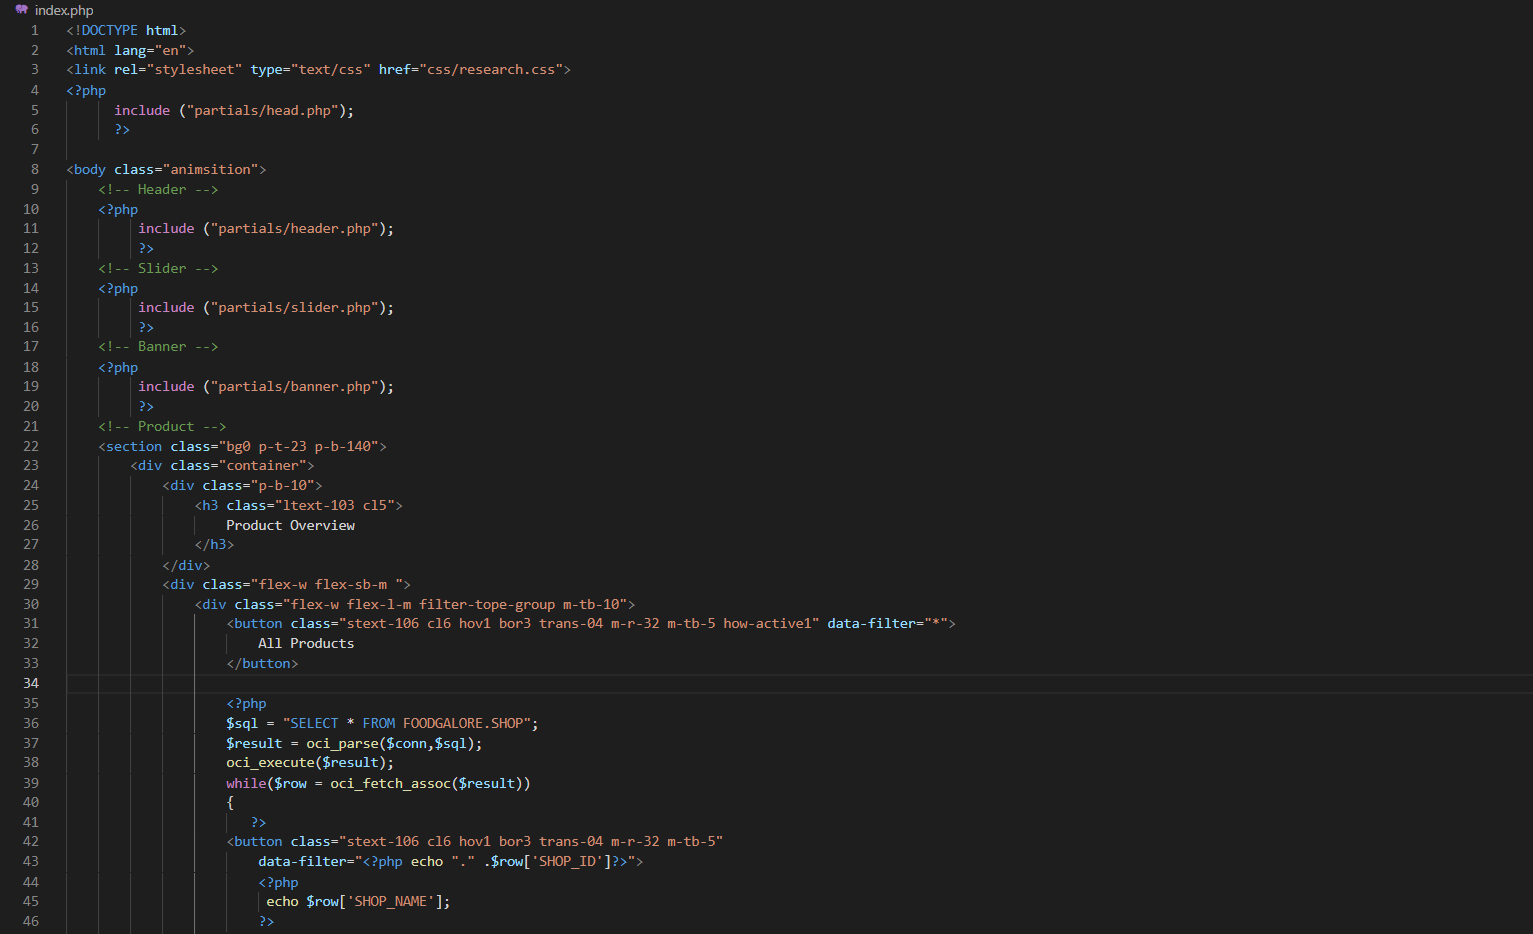 index.php
1 <!DOCTYPE html>
2 <html lang="en">
3 <link rel="stylesheet" type="text/css" href="css/research.css">
4 <?php
5 include ("partials/head.php");
6 ?>
7
8 <body class="animsition">
9 <!-- Header -->
10 <?php
11 include ("partials/header.php");
12 ?>
13 <!-- Slider -->
14 <?php
15 include ("partials/slider.php");
16 ?>
17 <!-- Banner -->
18 <?php
19 include ("partials/banner.php");
20 ?>
21 <!-- Product -->
22 <section class="bg0 p-t-23 p-b-140">
23 <div class="container">
24 <div class="p-b-10">
25 <h3 class="ltext-103 cl5">
26 Product Overview
27 </h3>
28 </div>
29 <div class="flex-w flex-sb-m ">
30 <div class="flex-w flex-l-m filter-tope-group m-tb-10">
31 <button class="stext-106 cl6 hov1 bor3 trans-04 m-r-32 m-tb-5 how-active1" data-filter="*">
32 All Products
33 </button>
34
35 <?php
36 $sql = "SELECT * FROM FOODGALORE.SHOP";
37 $result = oci_parse($conn,$sql);
38 oci_execute($result);
39 while($row = oci_fetch_assoc($result))
40 {
41 ?>
42 <button class="stext-106 cl6 hov1 bor3 trans-04 m-r-32 m-tb-5"
43 data-filter="<?php echo "." .$row['SHOP_ID']?>">
44 <?php
45 echo $row['SHOP_NAME'];
46 ?>